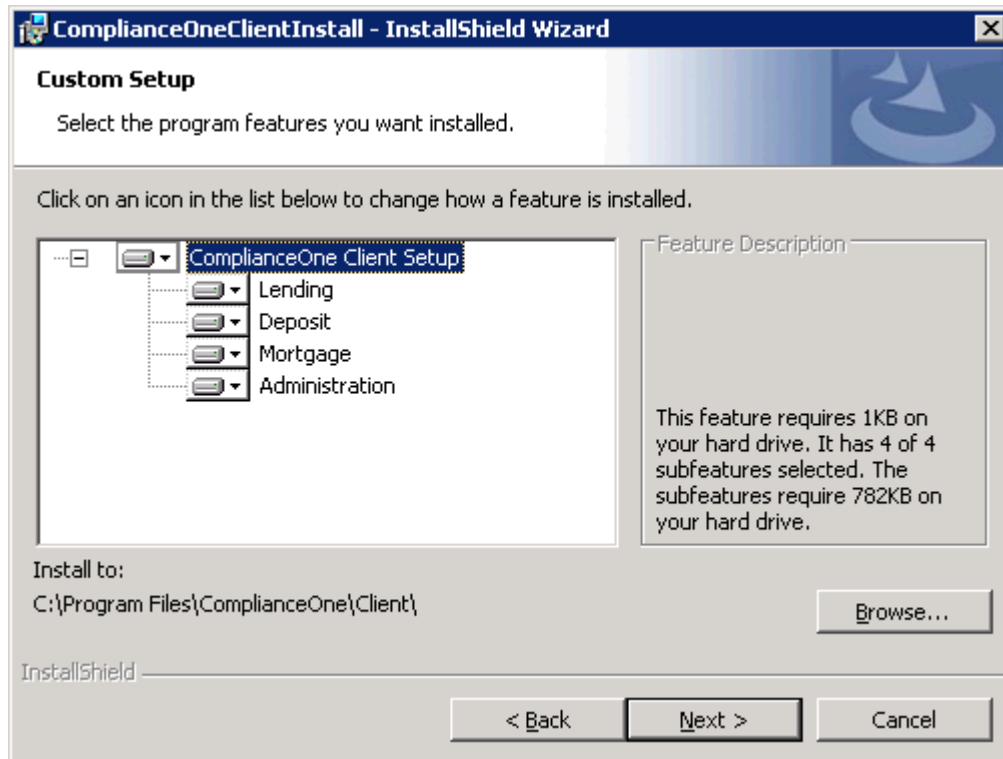 ComplianceOneClientInstall - InstallShield Wizard
Custom Setup
Select the program features you want installed.
Click on an icon in the list below to change how a feature is installed.
ComplianceOne Client Setup
Lending
Deposit
Mortgage
Administration
Feature Description
This feature requires 1KB on
your hard drive. It has 4 of 4
subfeatures selected. The
subfeatures require 782KB on
your hard drive.
Install to:
C:\Program Files\ComplianceOne\Client\
Browse...
InstallShield
< Back
Next >
Cancel